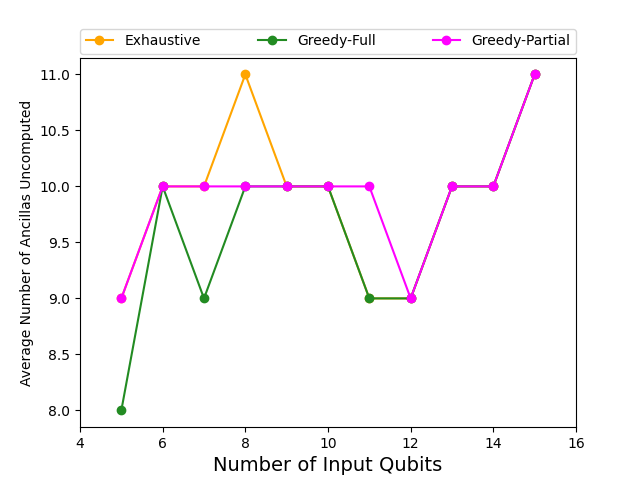 Exhaustive Greedy-Full Greedy-Partial
11.0
10.5
10.0
9.5
9.0
8.5
8.0
Average Number of Ancillas Uncomputed
4 6 8 10 12 14 16
Number of Input Qubits